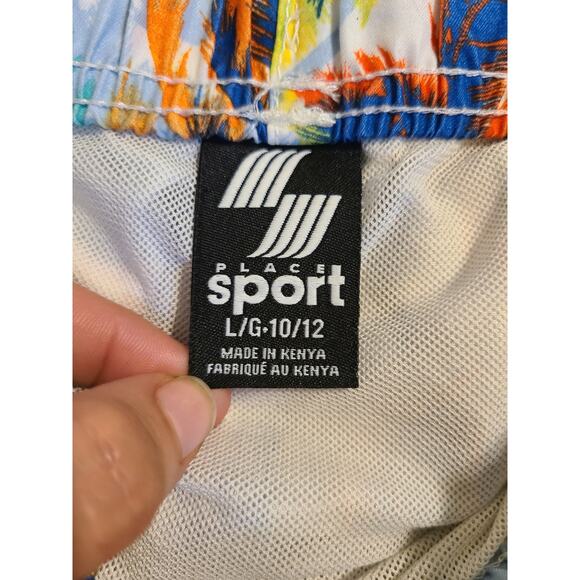 PLACE
sport
L/G•10/12
MADE IN KENYA
FABRIQUÉ AU KENYA